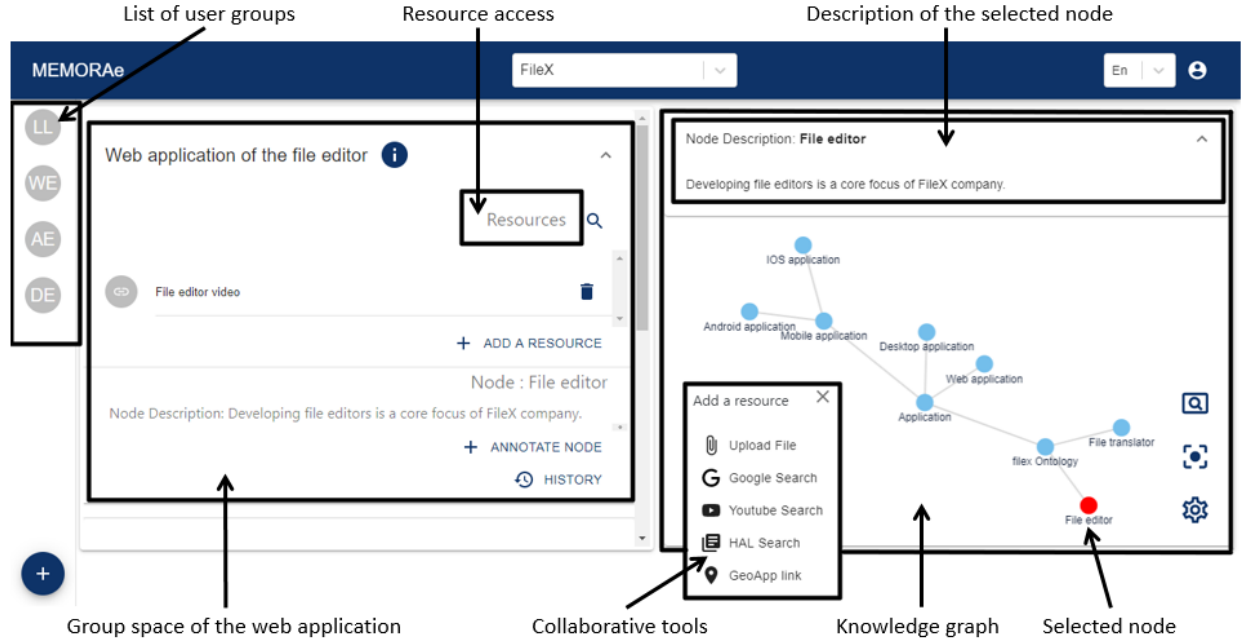 List of user groups
Resource access
Description of the selected node
MEMORAe
FileX
En
LL
WE
AE
DE
Web application of the file editor
i
Resources
File editor video
ADD A RESOURCE
Node : File editor
Node Description: Developing file editors is a core focus of FileX company.
ANNOTATE NODE
HISTORY
Node Description: File editor
Developing file editors is a core focus of FileX company.
IOS application
Android application
Mobile application
Desktop application
Web application
Application
File translator
filex Ontology
File editor
Add a resource
Upload File
Google Search
Youtube Search
HAL Search
GeoApp link
Group space of the web application
Collaborative tools
Knowledge graph
Selected node